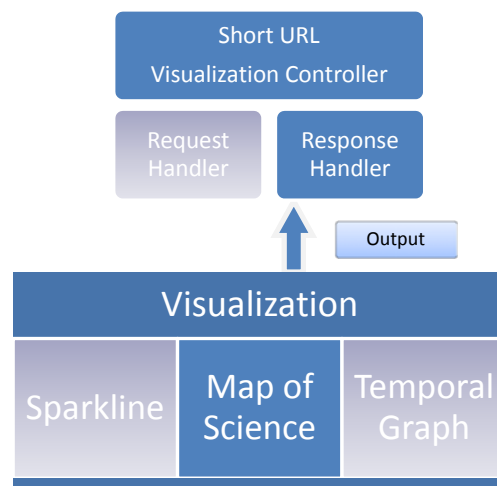 Short URL
Visualization Controller
Request
Handler
Response
Handler
Output
Visualization
Sparkline
Map of
Science
Temporal
Graph